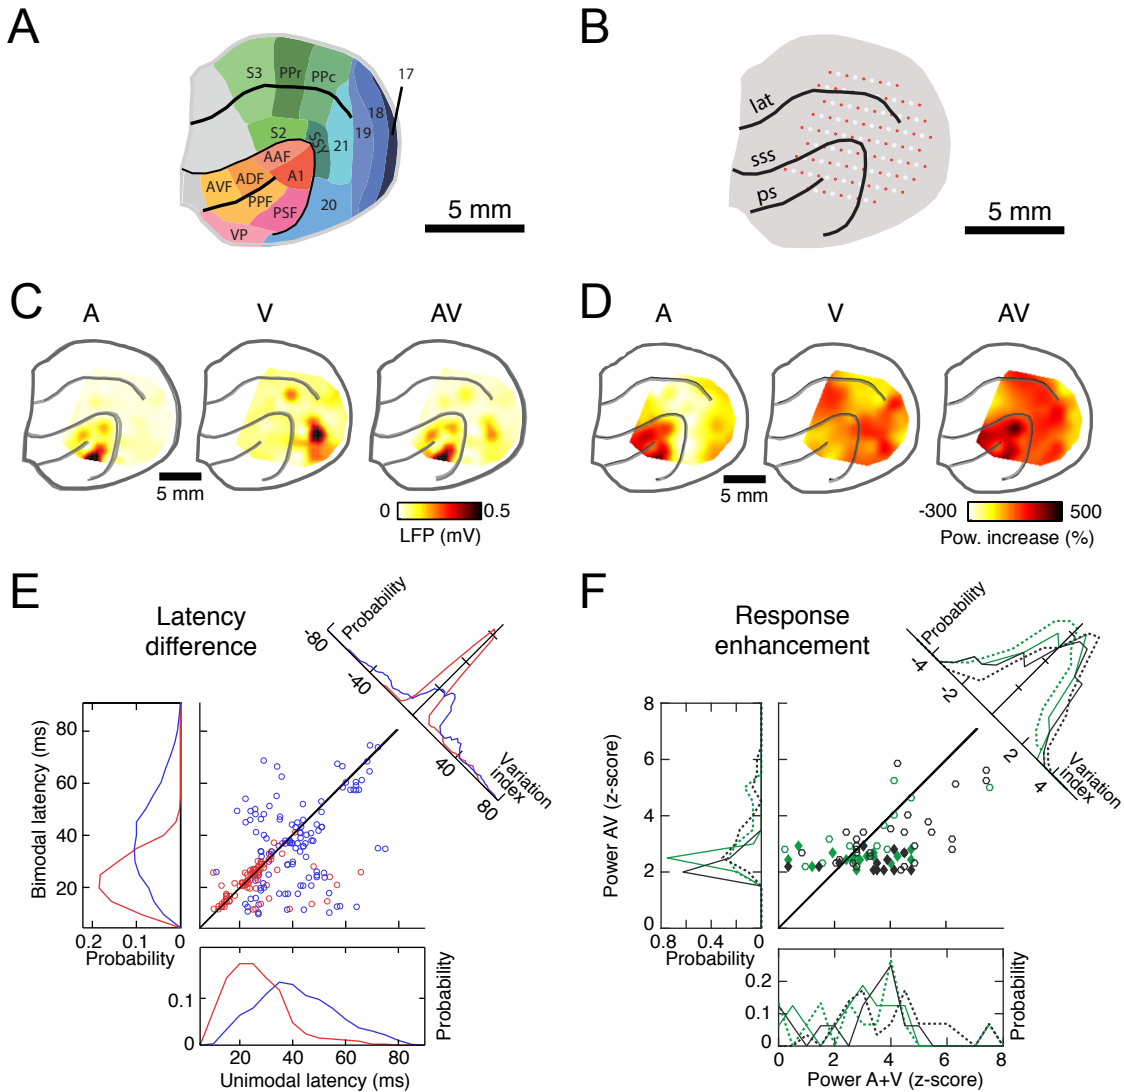 A
S3
PPr
PPc
17
18
19
S2
SSY
21
AAF
A1
AVF
ADF
PPF
PSF
20
VP
5 mm
B
lat
sss
ps
5 mm
C
A
V
AV
5 mm
0
0.5
LFP (mV)
D
A
V
AV
5 mm
-300
500
Pow. increase (%)
E
Latency
difference
Probability
-80
-40
40
80
Variation
index
Bimodal latency (ms)
80
60
40
20
0.2
0.1
0
Probability
0.1
0
Probability
20
40
60
80
Unimodal latency (ms)
F
Response
enhancement
Probability
-4
-2
2
4
Variation
index
Power AV (z-score)
8
6
4
2
0
0.8
0.4
0
Probability
0.2
0.1
0
Probability
0
2
4
6
8
Power A+V (z-score)